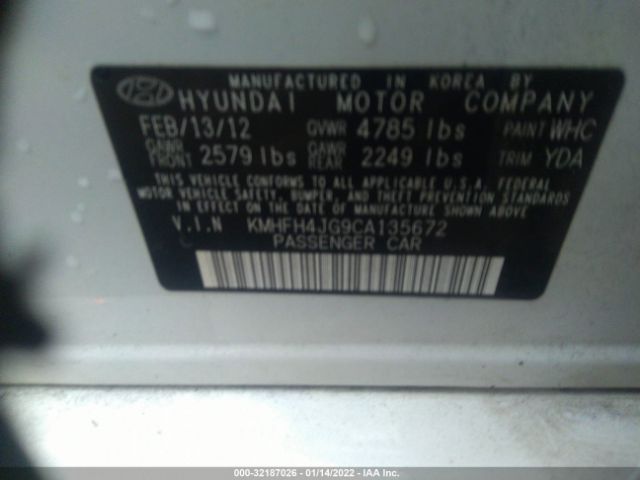 MANUFACTURED IN KOREA BY
HYUNDAI MOTOR COMPANY
FEB/13/12 GVWR 4785 lbs PAINT WHC
GAWR FRONT 2579 lbs GAWR REAR 2249 lbs TRIM YDA
THIS VEHICLE CONFORMS TO ALL APPLICABLE U.S.A. FEDERAL
MOTOR VEHICLE SAFETY, BUMPER, AND THEFT PREVENTION STANDARDS
IN EFFECT ON THE DATE OF MANUFACTURE SHOWN ABOVE
V.I.N KMHFH4JG9CA135672
PASSENGER CAR
000-32187026 - 01/14/2022 - © IAA Inc.